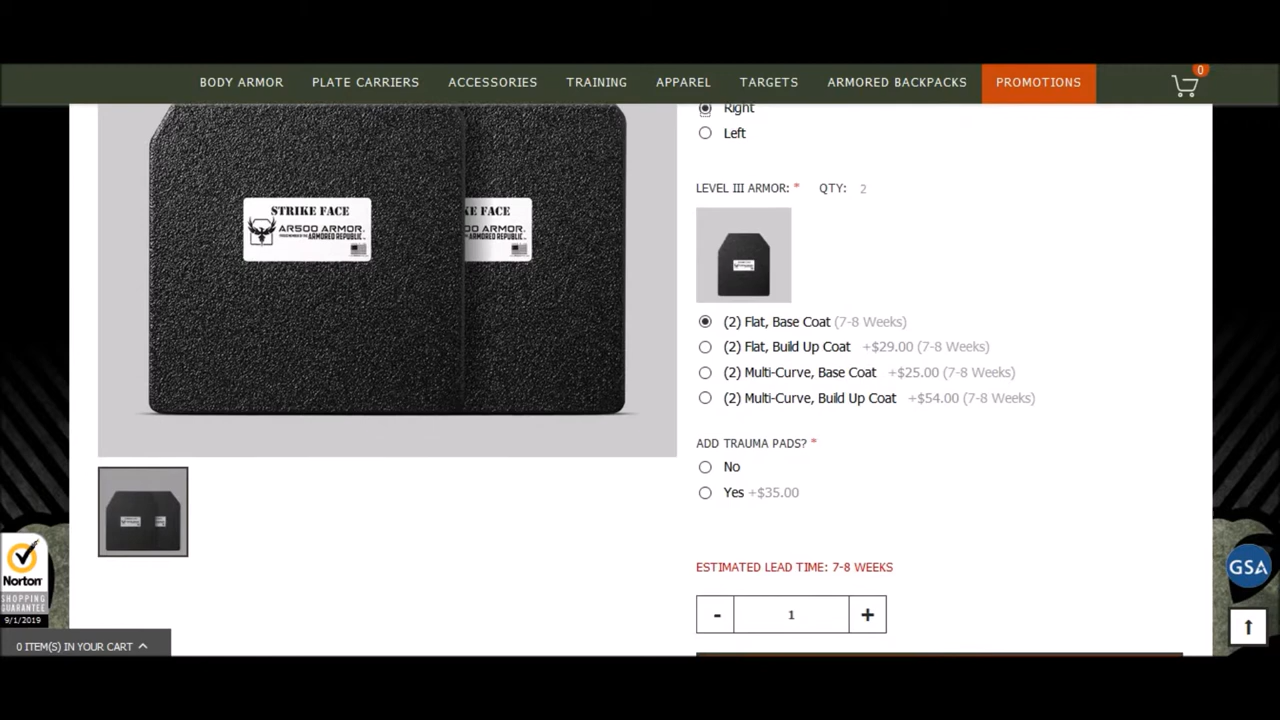 BODY ARMOR PLATE CARRIERS ACCESSORIES TRAINING APPAREL TARGETS ARMORED BACKPACKS PROMOTIONS 0
Right
Left
LEVEL III ARMOR: * QTY: 2
(2) Flat, Base Coat (7-8 Weeks)
(2) Flat, Build Up Coat +$29.00 (7-8 Weeks)
(2) Multi-Curve, Base Coat +$25.00 (7-8 Weeks)
(2) Multi-Curve, Build Up Coat +$54.00 (7-8 Weeks)
ADD TRAUMA PADS? *
No
Yes +$35.00
ESTIMATED LEAD TIME: 7-8 WEEKS
- 1 +
STRIKE FACE
AR500 ARMOR.
ARMORED REPUBLIC
KE FACE
00 ARMOR.
ARMORED REPUBLIC
Norton
SHOPPING
GUARANTEE
9/1/2019
0 ITEM(S) IN YOUR CART
GSA